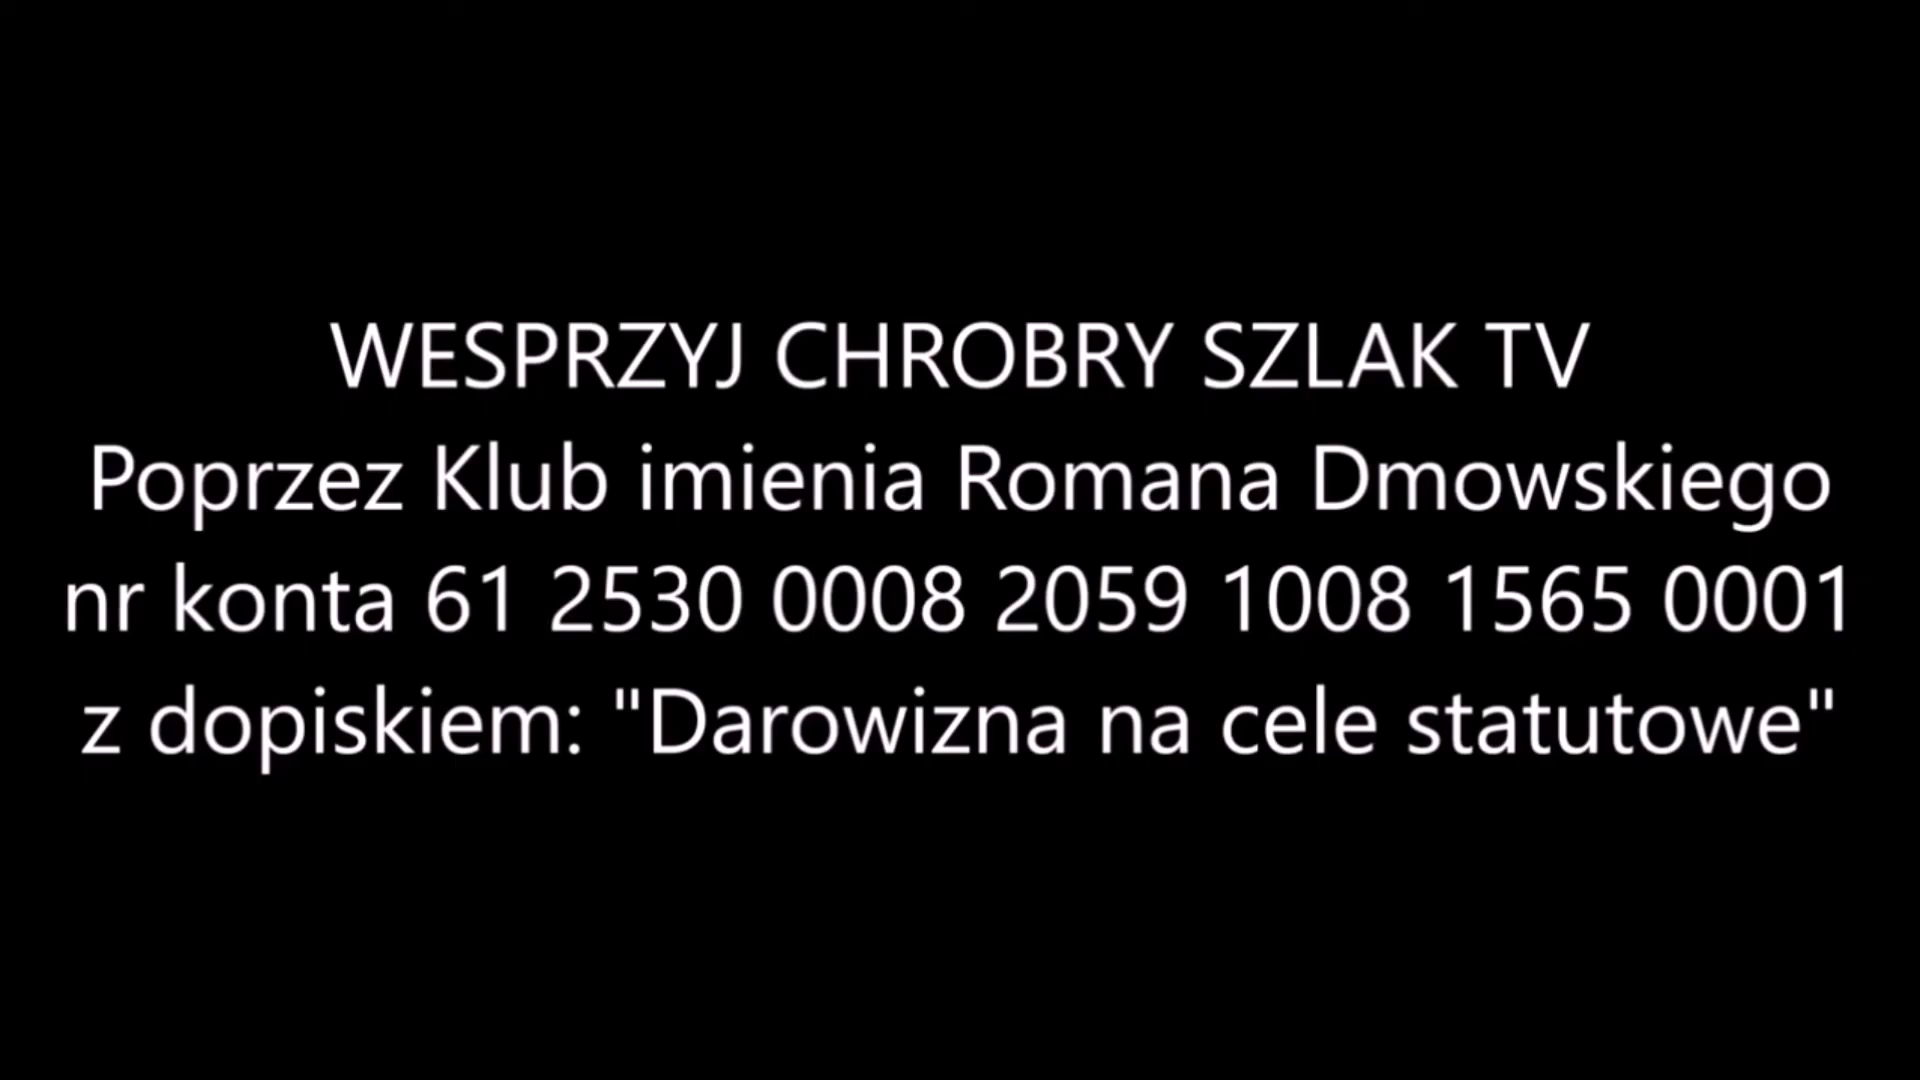 WESPRZYJ CHROBRY SZLAK TV
Poprzez Klub imienia Romana Dmowskiego
nr konta 61 2530 0008 2059 1008 1565 0001
z dopiskiem: "Darowizna na cele statutowe"